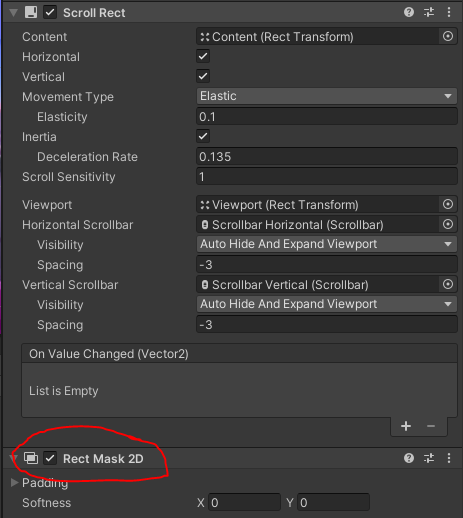 Scroll Rect
Content Content (Rect Transform)
Horizontal
Vertical
Movement Type Elastic
Elasticity 0.1
Inertia
Deceleration Rate 0.135
Scroll Sensitivity 1
Viewport Viewport (Rect Transform)
Horizontal Scrollbar Scrollbar Horizontal (Scrollbar)
Visibility Auto Hide And Expand Viewport
Spacing -3
Vertical Scrollbar Scrollbar Vertical (Scrollbar)
Visibility Auto Hide And Expand Viewport
Spacing -3
On Value Changed (Vector2)
List is Empty
Rect Mask 2D
Padding
Softness X 0 Y 0